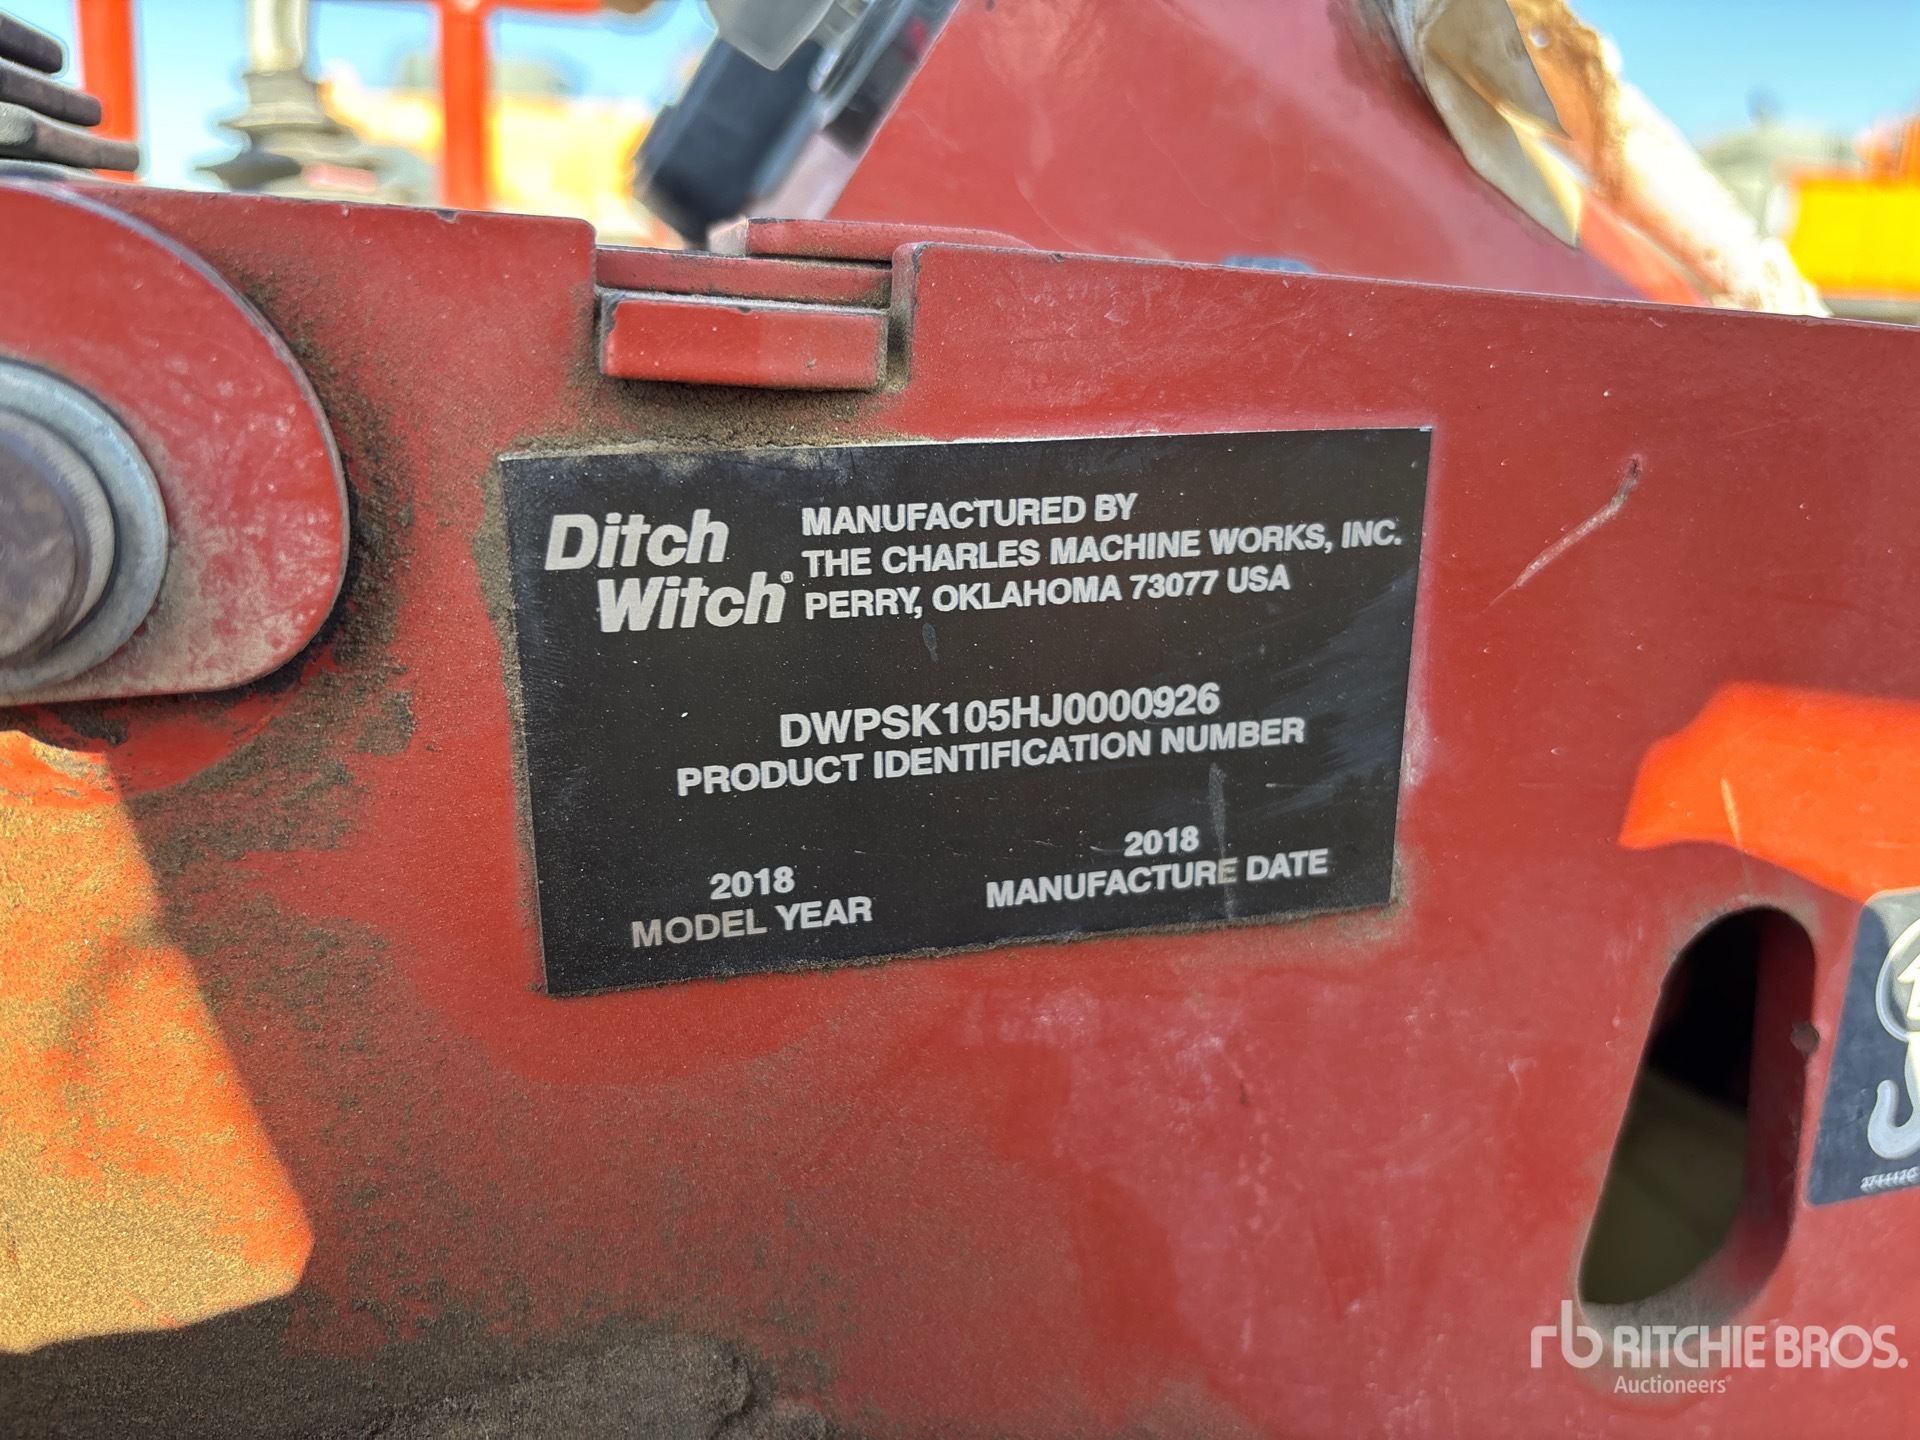 Ditch
Witch®
MANUFACTURED BY
THE CHARLES MACHINE WORKS, INC.
PERRY, OKLAHOMA 73077 USA
DWPSK105HJ0000926
PRODUCT IDENTIFICATION NUMBER
2018
MODEL YEAR
2018
MANUFACTURE DATE
rb RITCHIE BROS.
Auctioneers